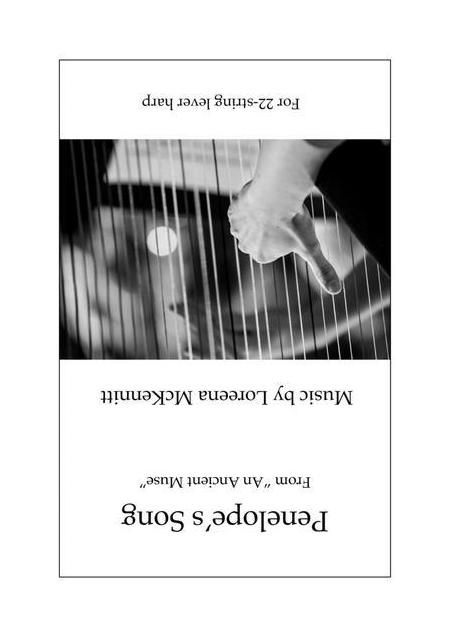 Penelope's Song
From "An Ancient Muse"
Music by Loreena McKennitt
For 22-string lever harp